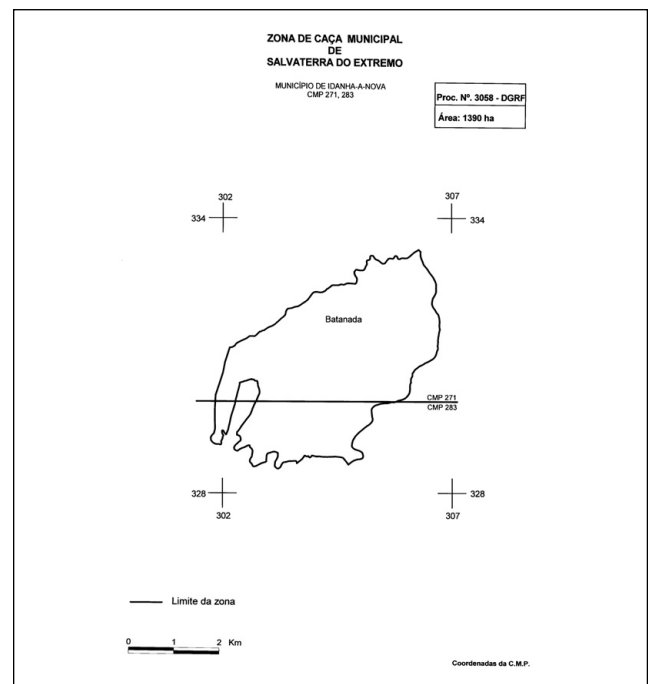 ZONA DE CAÇA MUNICIPAL
DE
SALVATERRA DO EXTREMO
MUNICÍPIO DE IDANHA-A-NOVA
CMP 271, 283
Proc. Nº. 3058 - DGRF
Área: 1390 ha
302
307
334
334
Batanada
CMP 271
CMP 283
328
328
302
307
Limite da zona
0 1 2 Km
Coordenadas da C.M.P.